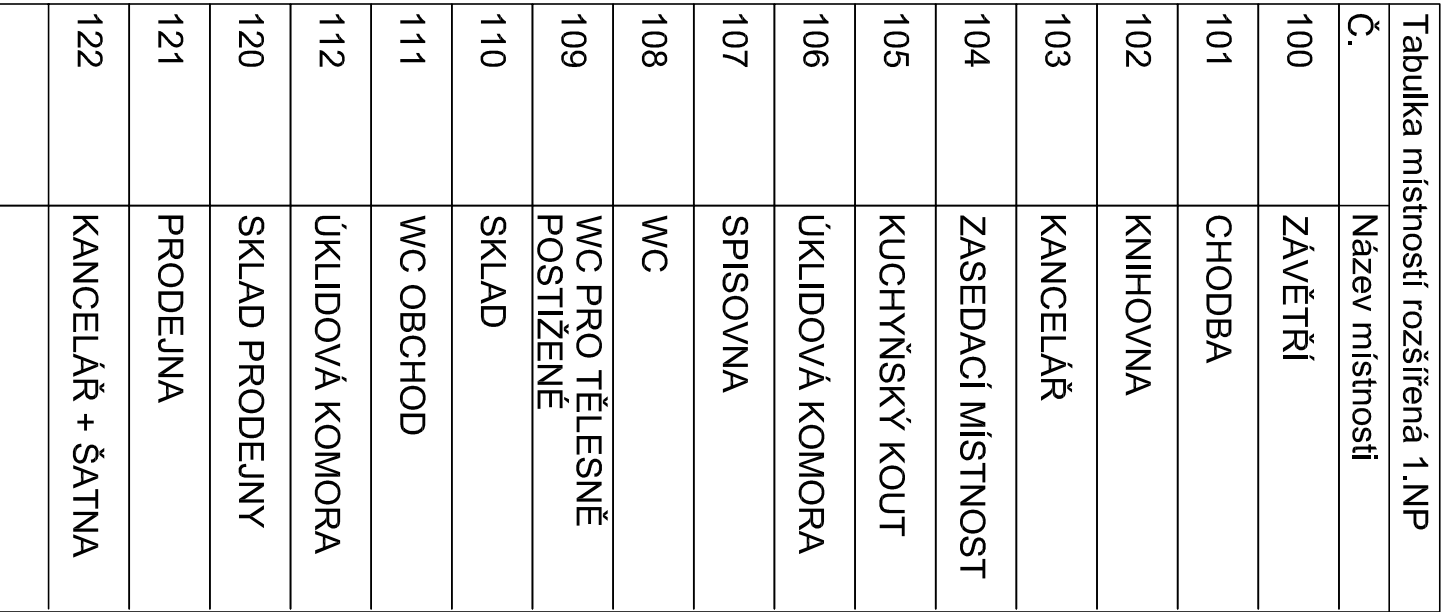 Tabulka místností rozšířená 1.NP
Č. Název místnosti
100 ZÁVĚTŘÍ
101 CHODBA
102 KNIHOVNA
103 KANCELÁŘ
104 ZASEDACÍ MÍSTNOST
105 KUCHYŇSKÝ KOUT
106 ÚKLIDOVÁ KOMORA
107 SPISOVNA
108 WC
109 WC PRO TĚLESNĚ
POSTIŽENÉ
110 SKLAD
111 WC OBCHOD
112 ÚKLIDOVÁ KOMORA
120 SKLAD PRODEJNY
121 PRODEJNA
122 KANCELÁŘ + ŠATNA